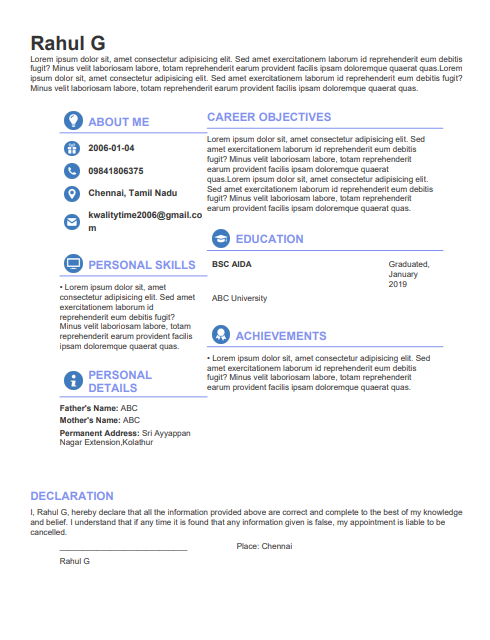 Rahul G
Lorem ipsum dolor sit, amet consectetur adipisicing elit. Sed amet exercitationem laborum id reprehenderit eum debitis
fugit? Minus velit laboriosam labore, totam reprehenderit earum provident facilis ipsam doloremque quaerat quas.Lorem
ipsum dolor sit, amet consectetur adipisicing elit. Sed amet exercitationem laborum id reprehenderit eum debitis fugit?
Minus velit laboriosam labore, totam reprehenderit earum provident facilis ipsam doloremque quaerat quas.
ABOUT ME
2006-01-04
09841806375
Chennai, Tamil Nadu
kwalitytime2006@gmail.co
m
PERSONAL SKILLS
• Lorem ipsum dolor sit, amet
consectetur adipisicing elit. Sed amet
exercitationem laborum id
reprehenderit eum debitis fugit?
Minus velit laboriosam labore, totam
reprehenderit earum provident facilis
ipsam doloremque quaerat quas.
PERSONAL
DETAILS
Father's Name: ABC
Mother's Name: ABC
Permanent Address: Sri Ayyappan
Nagar Extension,Kolathur
CAREER OBJECTIVES
Lorem ipsum dolor sit, amet consectetur adipisicing elit. Sed
amet exercitationem laborum id reprehenderit eum debitis
fugit? Minus velit laboriosam labore, totam reprehenderit
earum provident facilis ipsam doloremque quaerat
quas.Lorem ipsum dolor sit, amet consectetur adipisicing elit.
Sed amet exercitationem laborum id reprehenderit eum debitis
fugit? Minus velit laboriosam labore, totam reprehenderit
earum provident facilis ipsam doloremque quaerat quas.
EDUCATION
BSC AIDA
Graduated,
January
2019
ABC University
ACHIEVEMENTS
• Lorem ipsum dolor sit, amet consectetur adipisicing elit. Sed
amet exercitationem laborum id reprehenderit eum debitis
fugit? Minus velit laboriosam labore, totam reprehenderit
earum provident facilis ipsam doloremque quaerat quas.
DECLARATION
I, Rahul G, hereby declare that all the information provided above are correct and complete to the best of my knowledge
and belief. I understand that if any time it is found that any information given is false, my appointment is liable to be
cancelled.
____________________________ Place: Chennai
Rahul G